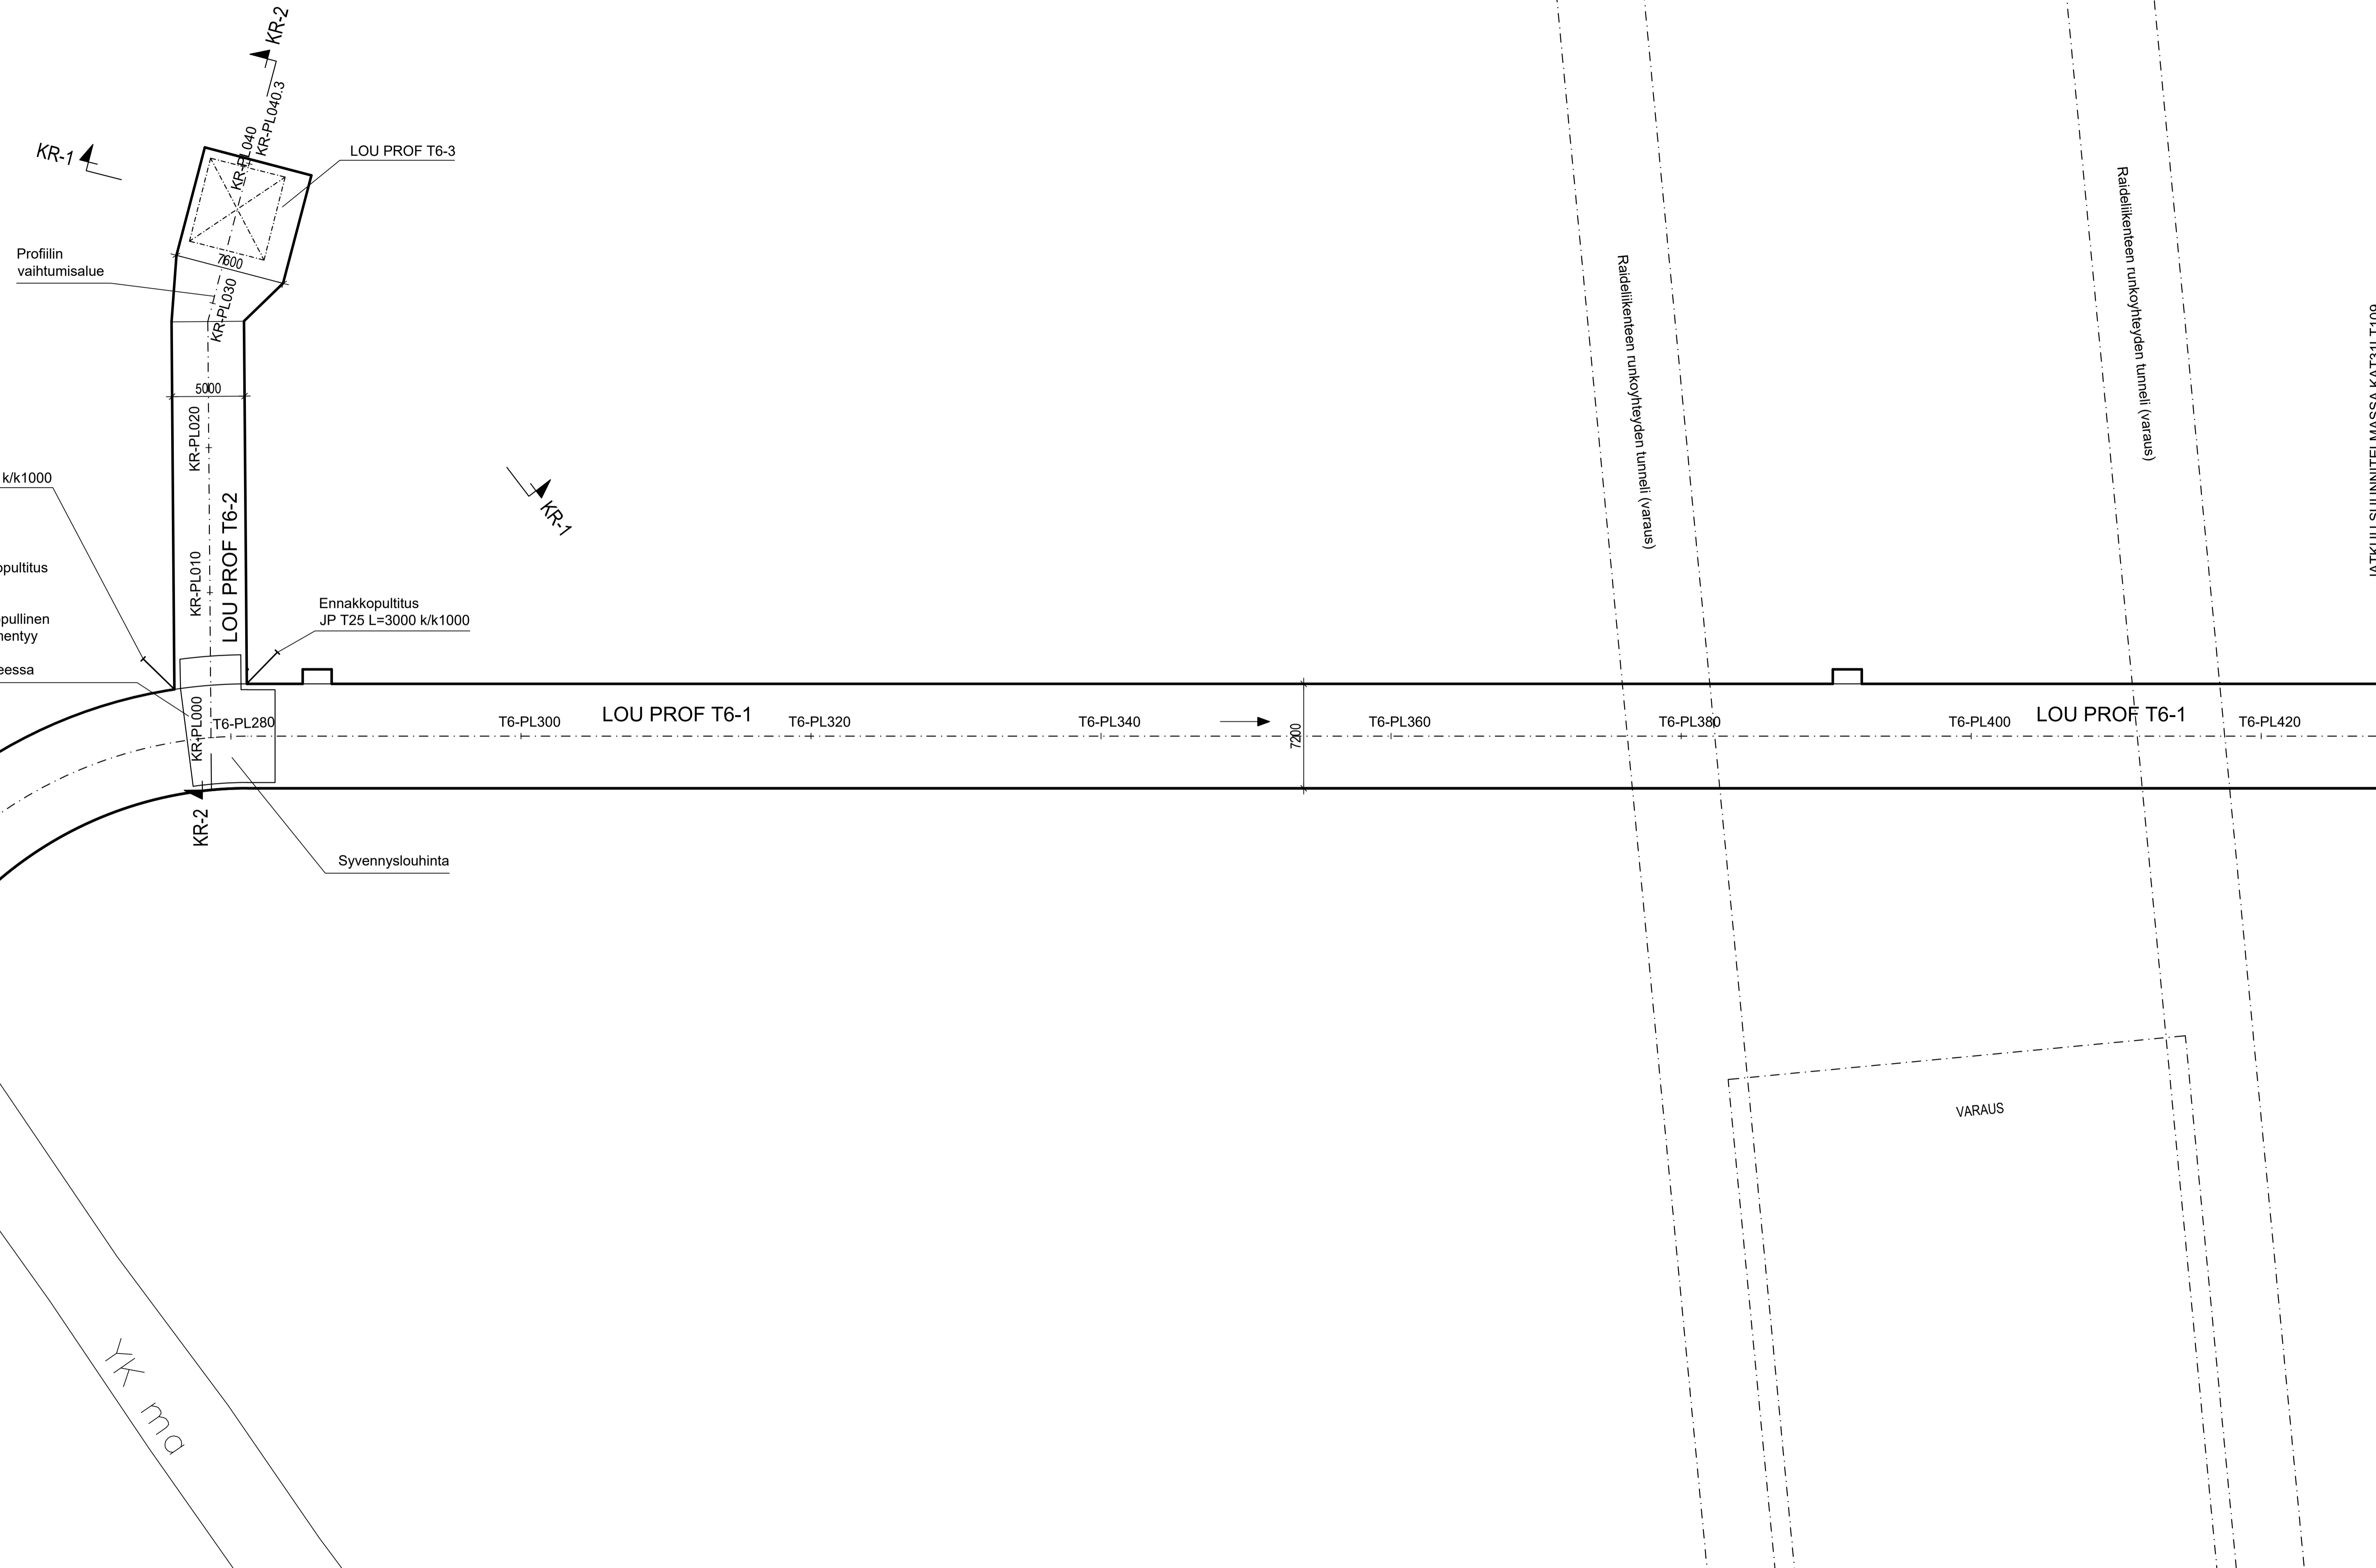 KR-2
KR-PL040.3
KR-PL040
KR-1
LOU PROF T6-3
Profiilin
vaihtumisalue
7600
KR-PL030
5000
KR-PL020
k/k1000
LOU PROF T6-2
KR-1
KR-PL010
Ennakkopultitus
JP T25 L=3000 k/k1000
KR-PL000
T6-PL280
T6-PL300
LOU PROF T6-1
T6-PL320
T6-PL340
7200
T6-PL360
T6-PL380
T6-PL400
LOU PROF T6-1
T6-PL420
KR-2
Syvennyslouhinta
Raideliikenteen runkoyhteyden tunneli (varaus)
Raideliikenteen runkoyhteyden tunneli (varaus)
VARAUS
YK ma